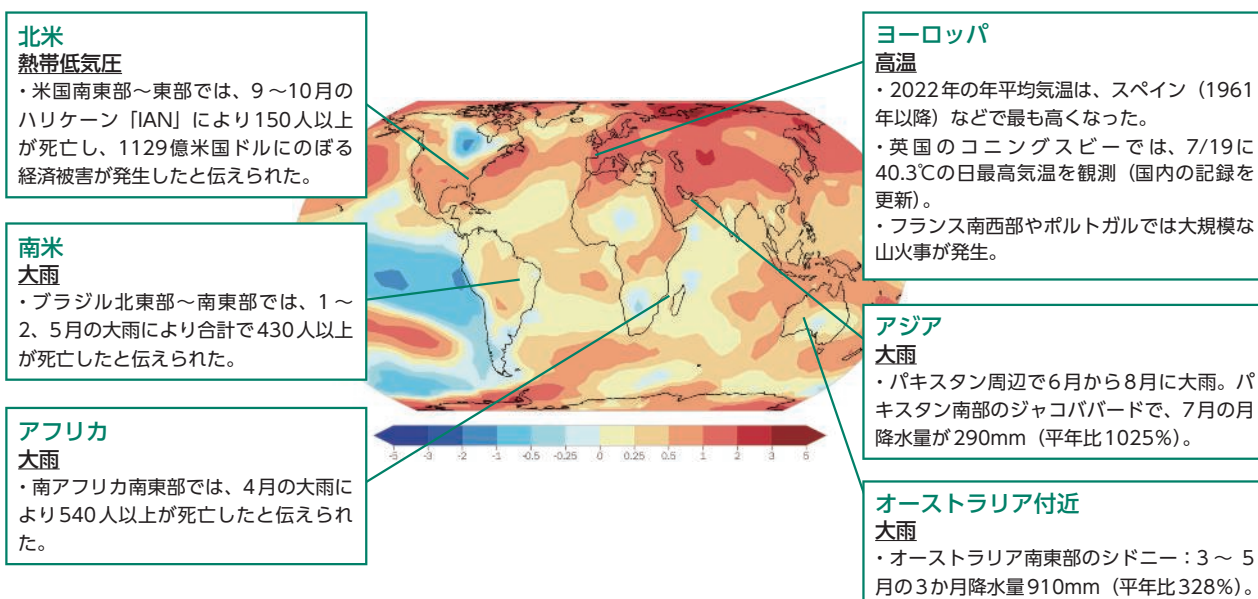 北米
熱帯低気圧
・米国南東部~東部では、9~10月の
ハリケーン「IAN」により150人以上
が死亡し、1129億米国ドルにのぼる
経済被害が発生したと伝えられた。
南米
大雨
・ブラジル北東部~南東部では、1~
2、5月の大雨により合計で430人以上
が死亡したと伝えられた。
アフリカ
大雨
・南アフリカ南東部では、4月の大雨に
より540人以上が死亡したと伝えられ
た。
-5 -3 -2 -1 -0.5 -0.25 0 0.25 0.5 1 2 3 5
ヨーロッパ
高温
・2022年の年平均気温は、スペイン(1961
年以降)などで最も高くなった。
・英国のコニングスビーでは、7/19に
40.3℃の日最高気温を観測(国内の記録を
更新)。
・フランス南西部やポルトガルでは大規模な
山火事が発生。
アジア
大雨
・パキスタン周辺で6月から8月に大雨。パ
キスタン南部のジャコババードで、7月の月
降水量が290mm(平年比1025%)。
オーストラリア付近
大雨
・オーストラリア南東部のシドニー:3~5
月の3か月降水量910mm(平年比328%)。